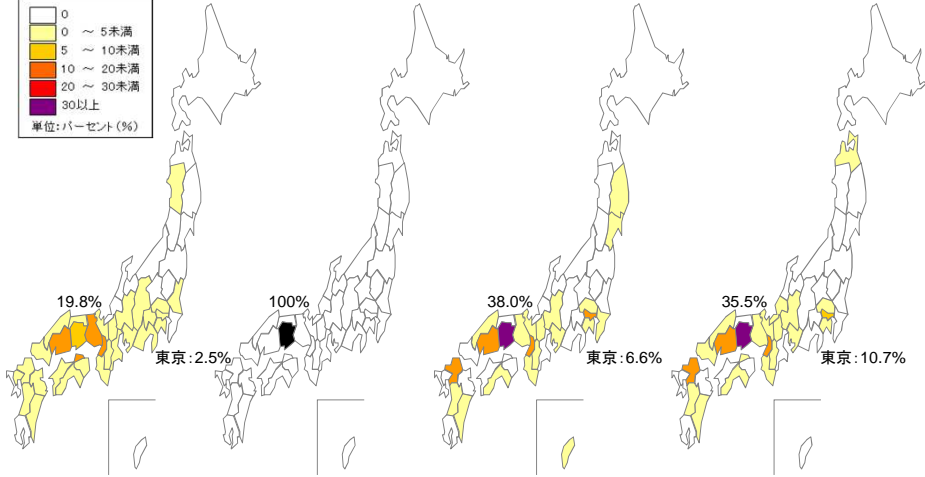 0
0 ～ 5未満
5 ～ 10未満
10 ～ 20未満
20 ～ 30未満
30以上
単位:パーセント(%)
19.8%
100%
38.0%
35.5%
東京:2.5%
東京:6.6%
東京:10.7%